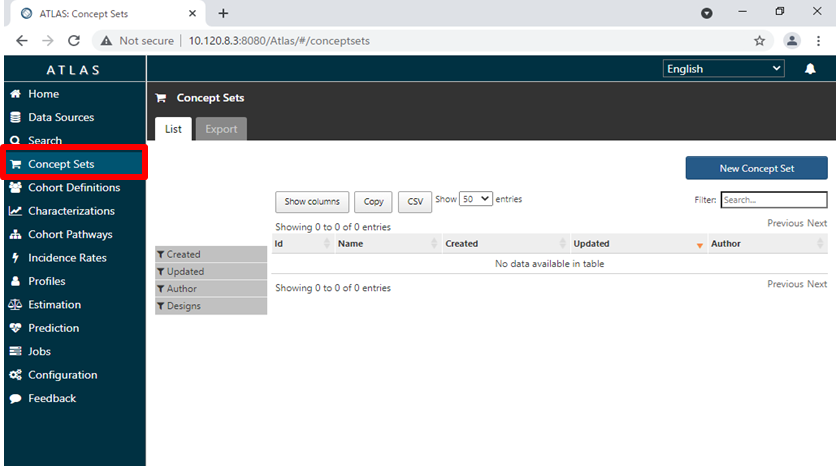 ATLAS: Concept Sets
Not secure | 10.120.8.3:8080/Atlas/#/conceptsets
ATLAS
English
Home
Data Sources
Search
Concept Sets
Cohort Definitions
Characterizations
Cohort Pathways
Incidence Rates
Profiles
Estimation
Prediction
Jobs
Configuration
Feedback
Concept Sets
List Export
New Concept Set
Show columns Copy CSV Show 50 entries
Filter: Search...
Showing 0 to 0 of 0 entries
Previous Next
Id Name Created Updated Author
No data available in table
Showing 0 to 0 of 0 entries
Previous Next
Created
Updated
Author
Designs